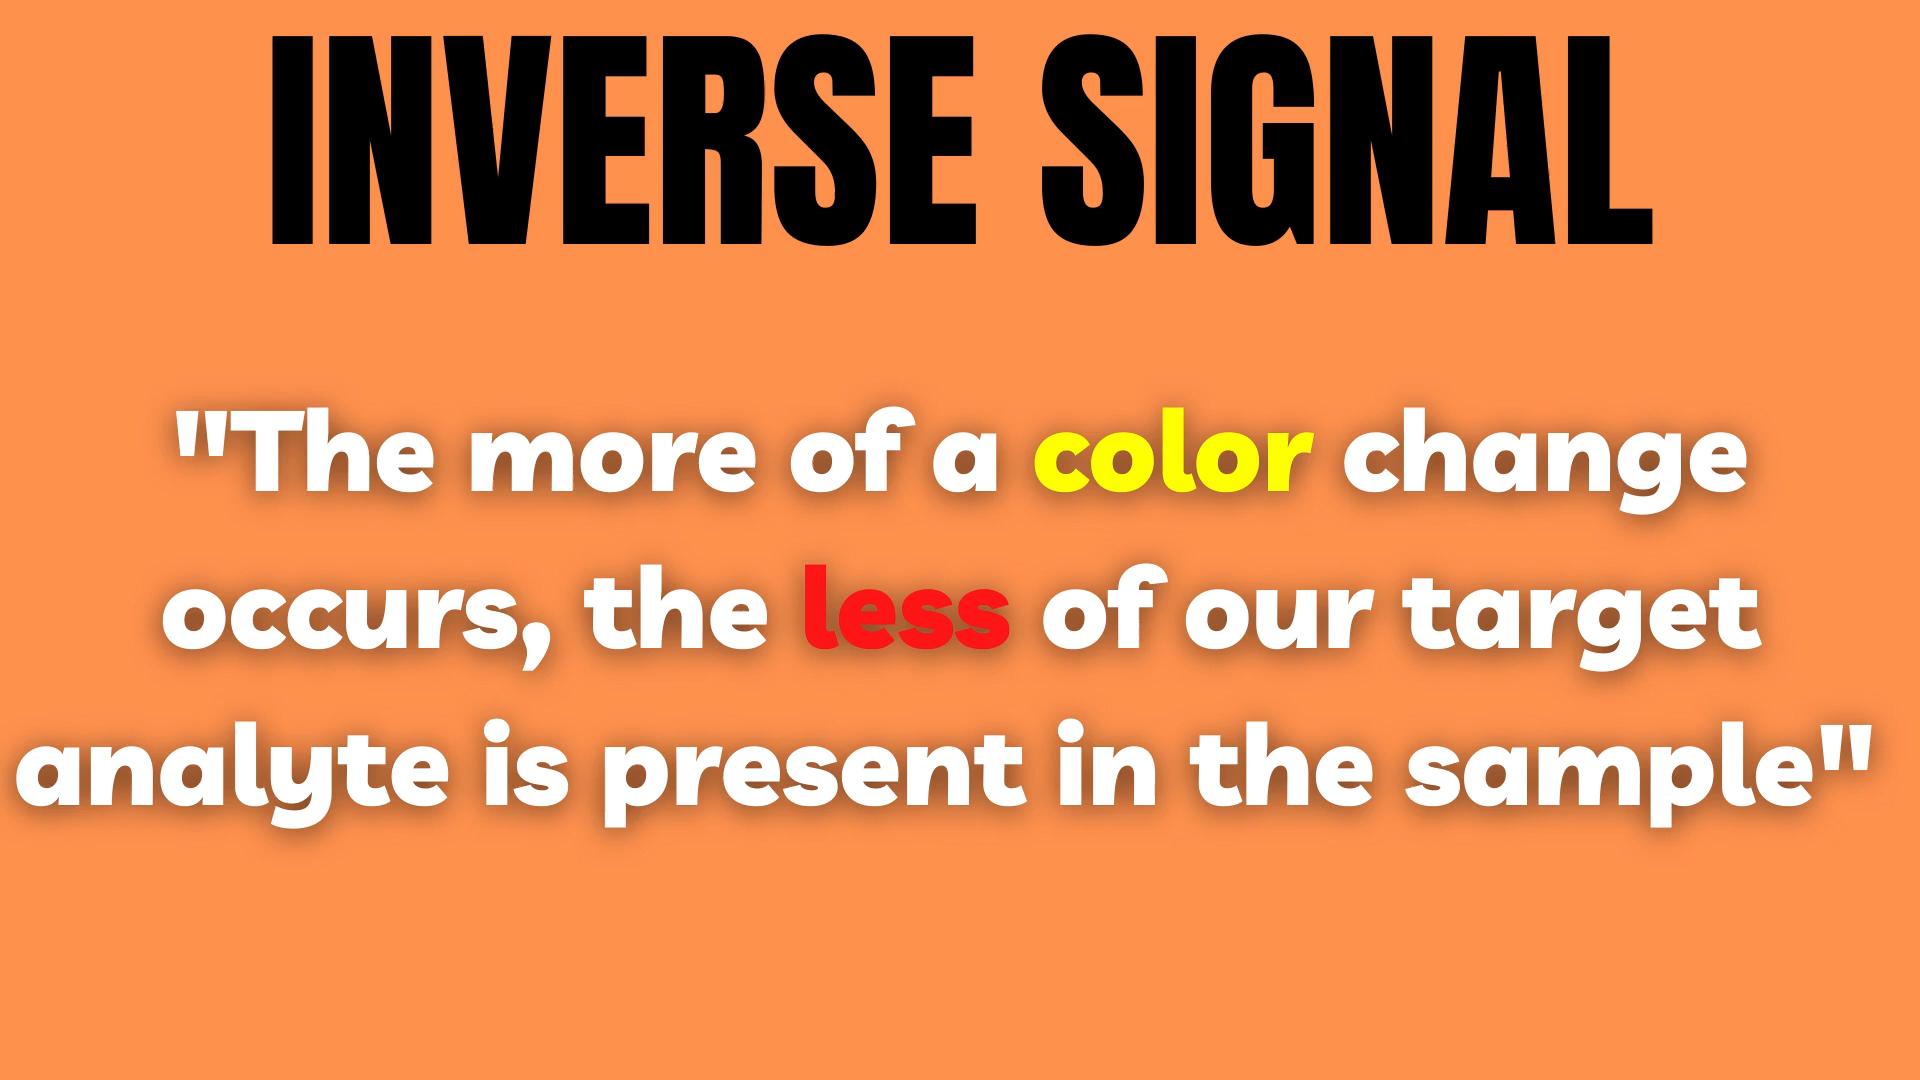 INVERSE SIGNAL
"The more of a color change
occurs, the less of our target
analyte is present in the sample"